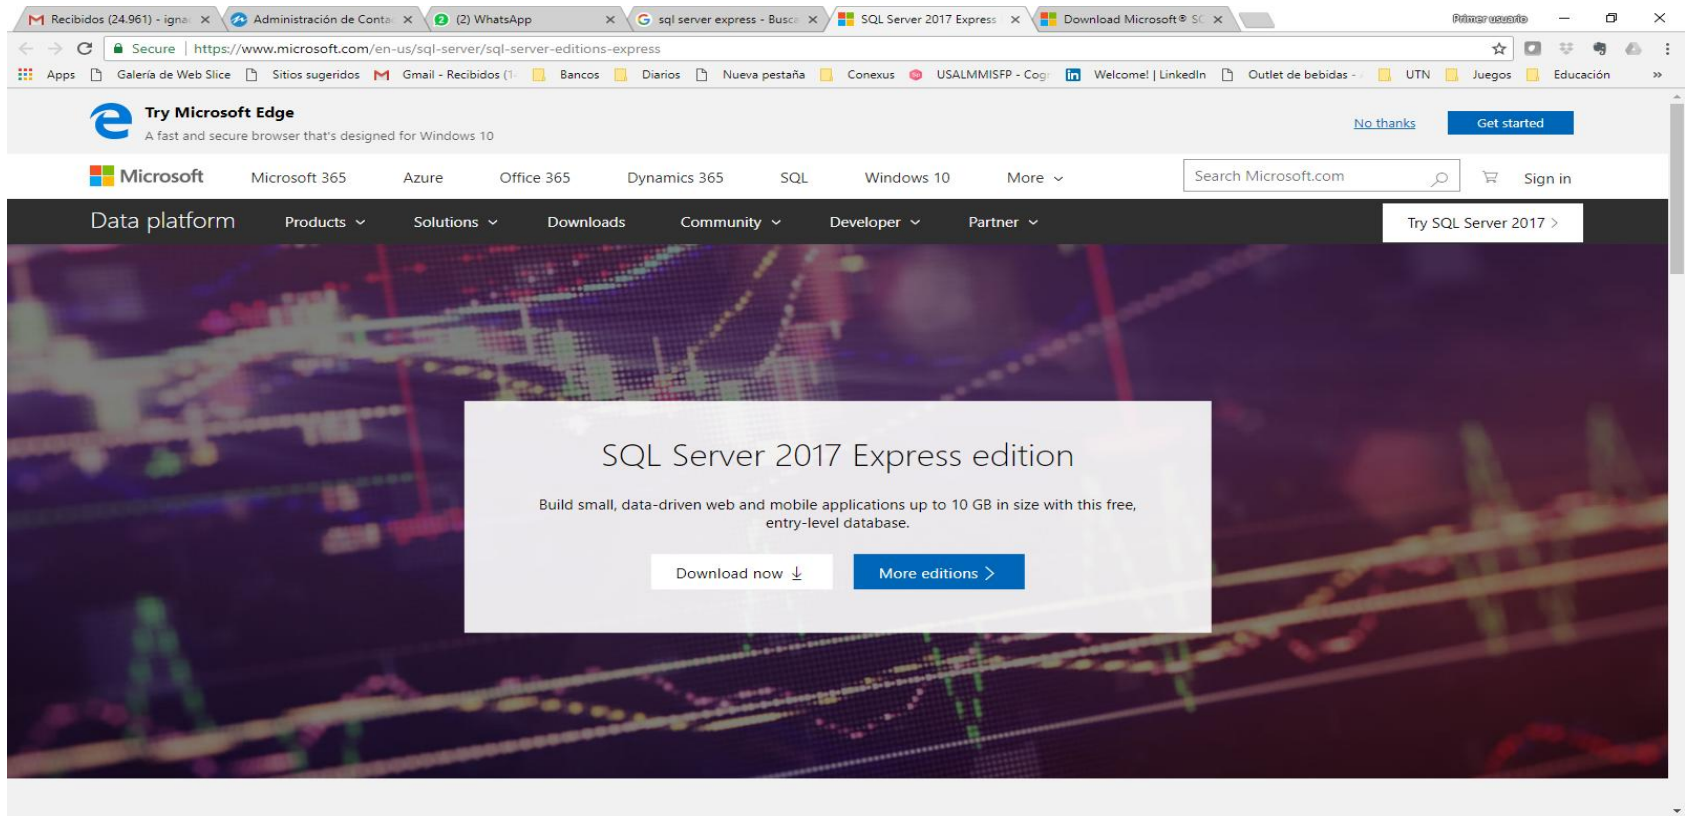 Recibidos (24.961) - igna
Administración de Conta
(2) WhatsApp
sql server express - Busca
SQL Server 2017 Express
Download Microsoft® SC
Primer usuario
Secure | https://www.microsoft.com/en-us/sql-server/sql-server-editions-express
Apps
Galería de Web Slice
Sitios sugeridos
Gmail - Recibidos (1
Bancos
Diarios
Nueva pestaña
Conexus
USALMMISFP - Cog
Welcome! | LinkedIn
Outlet de bebidas -
UTN
Juegos
Educación
»
Try Microsoft Edge
A fast and secure browser that's designed for Windows 10
No thanks
Get started
Microsoft
Microsoft 365
Azure
Office 365
Dynamics 365
SQL
Windows 10
More
Search Microsoft.com
Sign in
Data platform
Products
Solutions
Downloads
Community
Developer
Partner
Try SQL Server 2017 >
SQL Server 2017 Express edition
Build small, data-driven web and mobile applications up to 10 GB in size with this free,
entry-level database.
Download now
More editions >